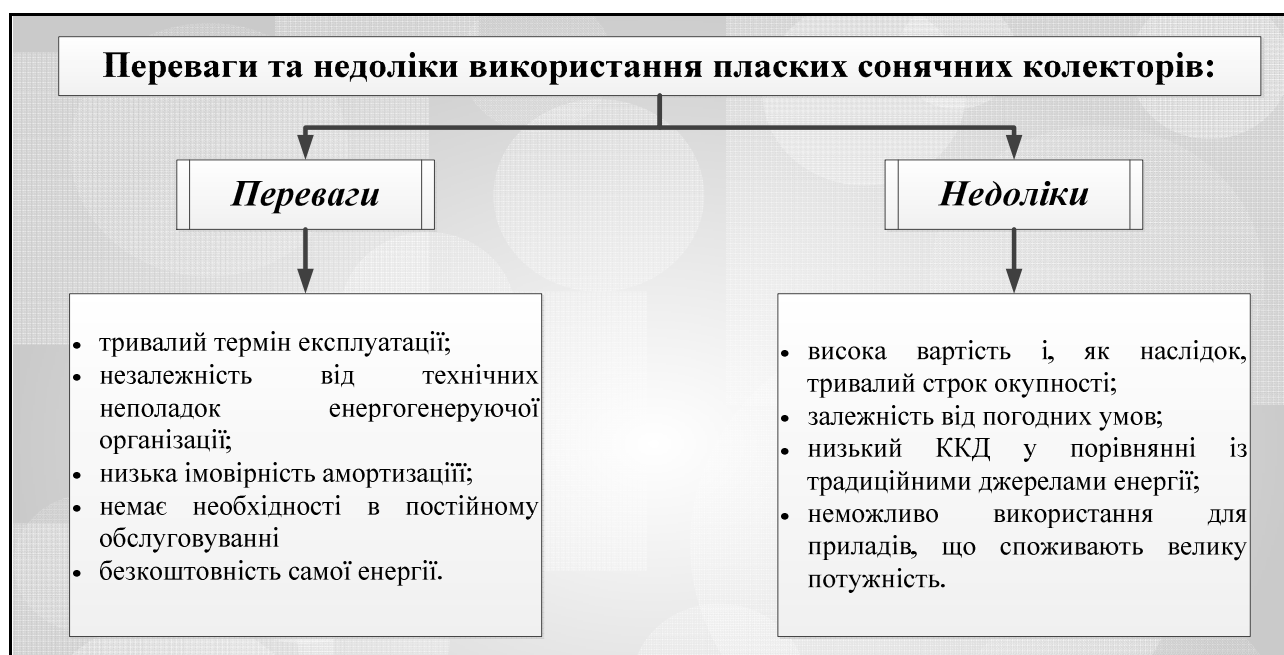 Переваги та недоліки використання пласких сонячних колекторів:
Переваги
• тривалий термін експлуатації;
• незалежність від технічних
неполадок енергогенеруючої
організації;
• низька імовірність амортизаціїї;
• немає необхідності в постійному
обслуговуванні
• безкоштовність самої енергії.
Недоліки
• висока вартість і, як наслідок,
тривалий строк окупності;
• залежність від погодних умов;
• низький ККД у порівнянні із
традиційними джерелами енергії;
• неможливо використання для
приладів, що споживають велику
потужність.